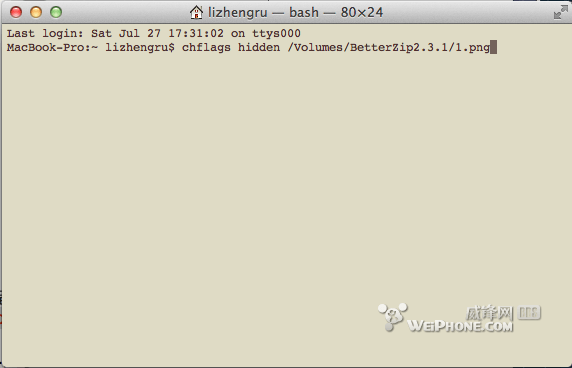 lizhengru — bash — 80×24
Last login: Sat Jul 27 17:31:02 on ttys000
MacBook-Pro:~ lizhengru$ chflags hidden /Volumes/BetterZip2.3.1/1.png
威锋网
WEIPHONE.COM